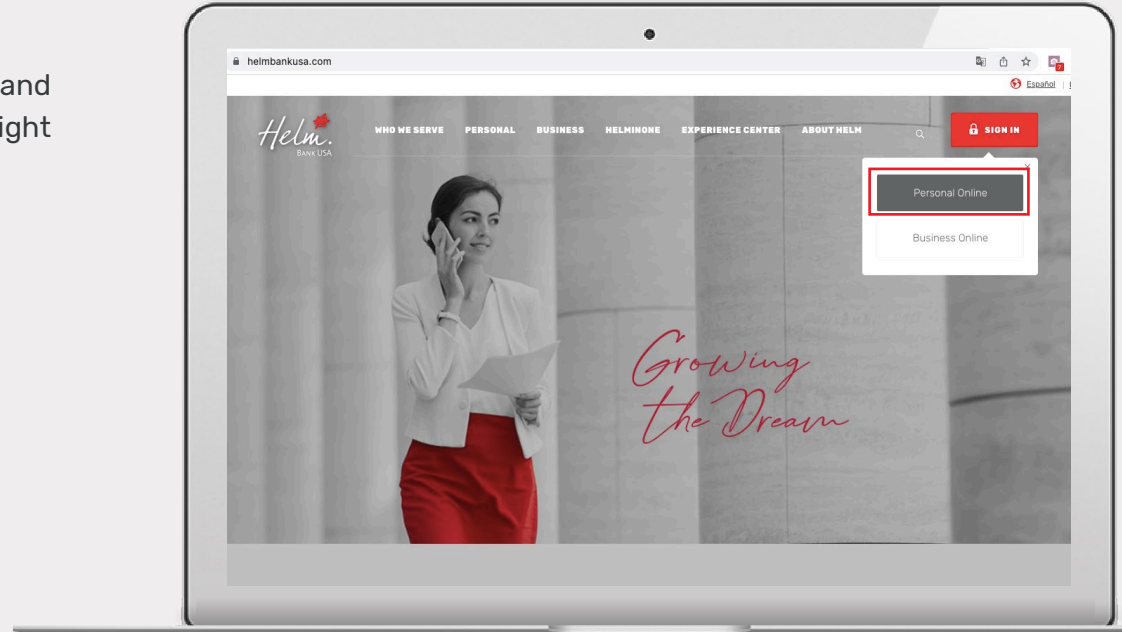 and
ight
helmbankusa.com
7
Español
Helm.
BANK USA
WHO WE SERVE PERSONAL BUSINESS HELMINONE EXPERIENCE CENTER ABOUT HELM
SIGN IN
×
Personal Online
Business Online
Growing
the Dream